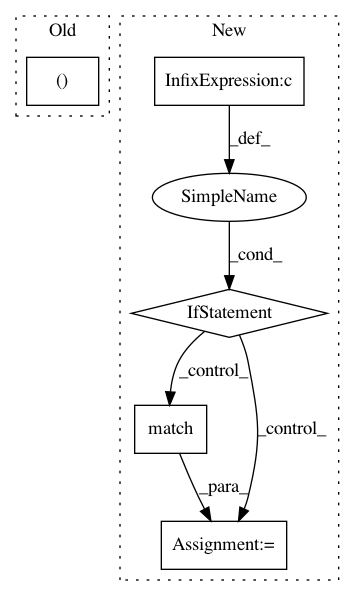 Old
New
()
InfixExpression:c
_def_
SimpleName
_cond_
IfStatement
_control_
match
_control_
_para_
Assignment:=